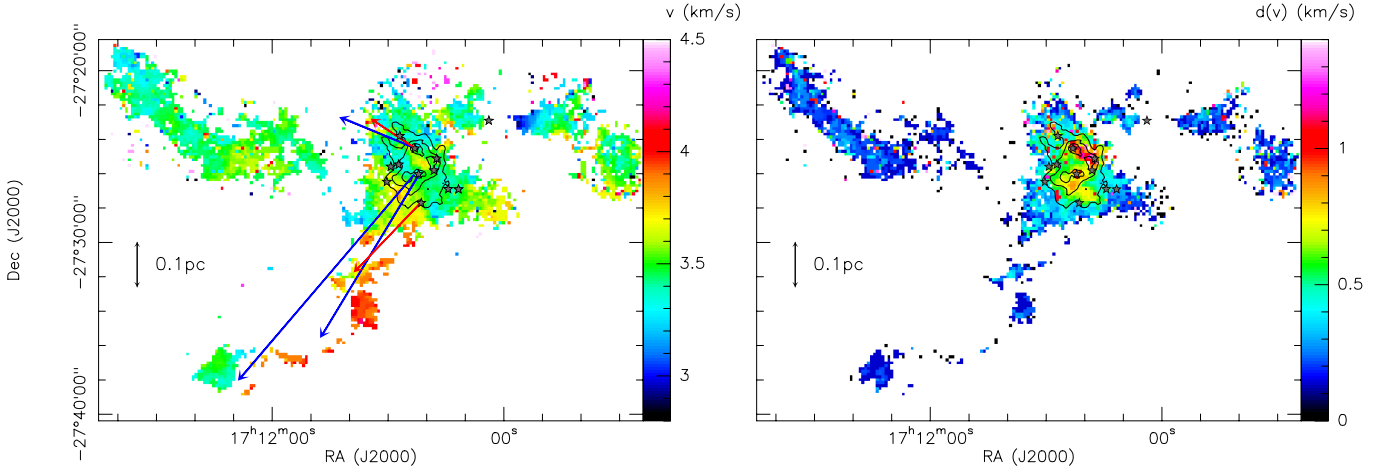 v (km/s)
d(v) (km/s)
Dec (J2000)
−27°20'00"
−27°30'00"
−27°40'00"
0.1pc
4.5
4
3.5
3
17ʰ12ᵐ00ˢ
00ˢ
RA (J2000)
0.1pc
1
0.5
0
17ʰ12ᵐ00ˢ
00ˢ
RA (J2000)